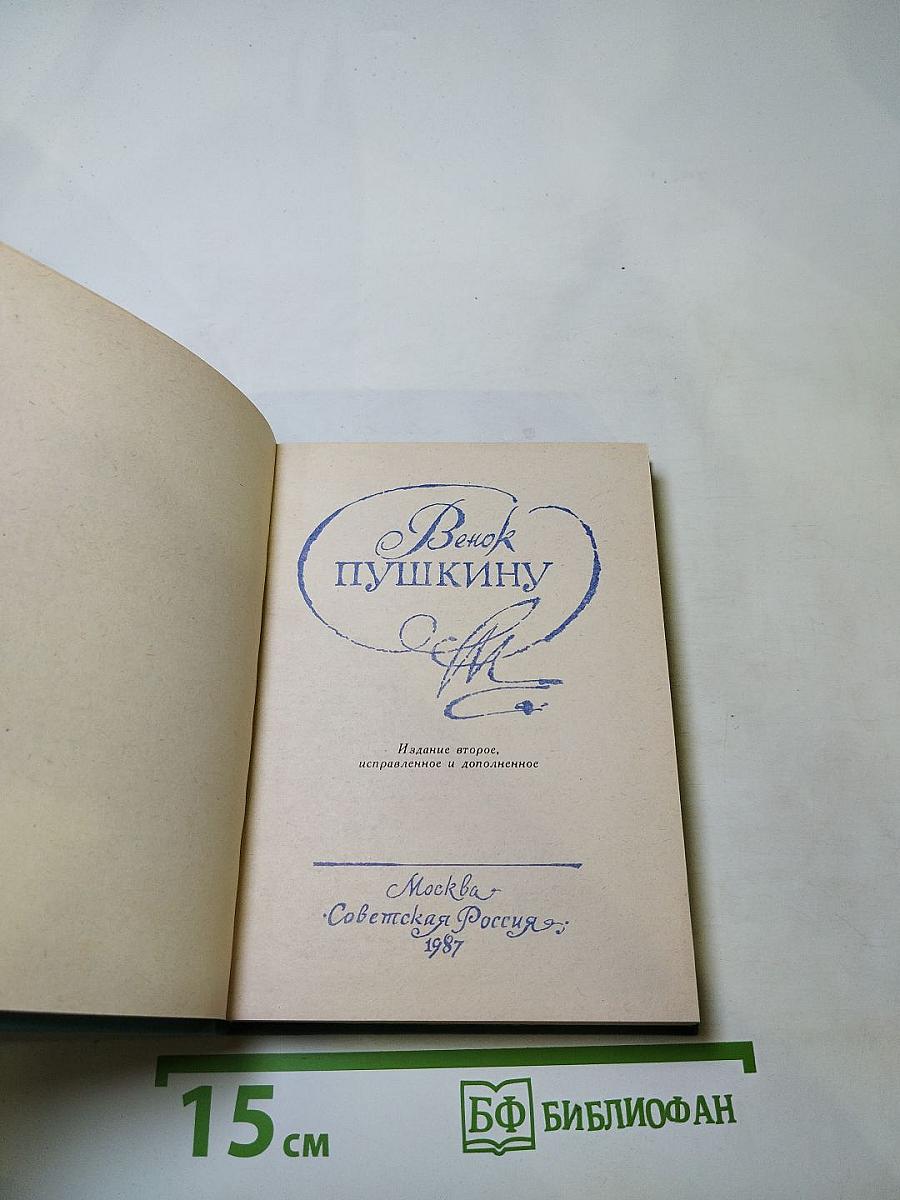 Венок
ПУШКИНУ
Издание второе,
исправленное и дополненное
Москва
«Советская Россия»
1987
15 см
БФ БИБЛИОФАН